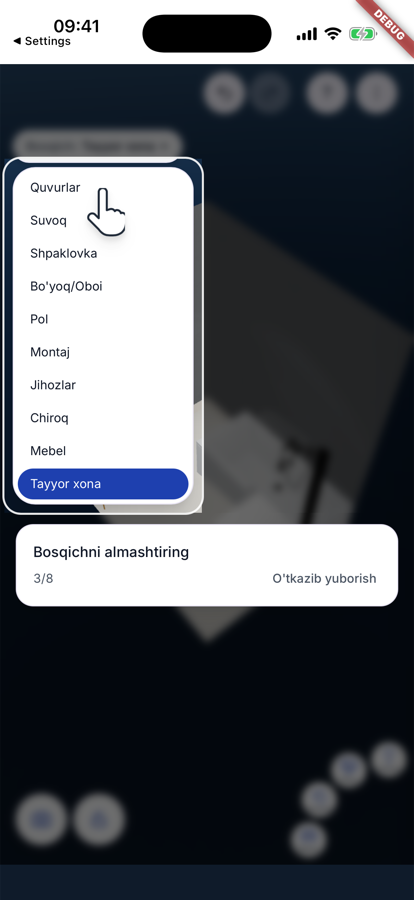 09:41
◀ Settings
DEBUG
Quvurlar
Suvoq
Shpaklovka
Bo'yoq/Oboi
Pol
Montaj
Jihozlar
Chiroq
Mebel
Tayyor xona
Bosqichni almashtiring
3/8
O'tkazib yuborish